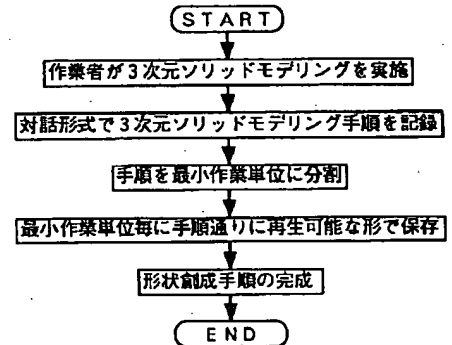 START
作業者が3次元ソリッドモデリングを実施
対話形式で3次元ソリッドモデリング手順を記録
手順を最小作業単位に分割
最小作業単位毎に手順通りに再生可能な形で保存
形状創成手順の完成
END